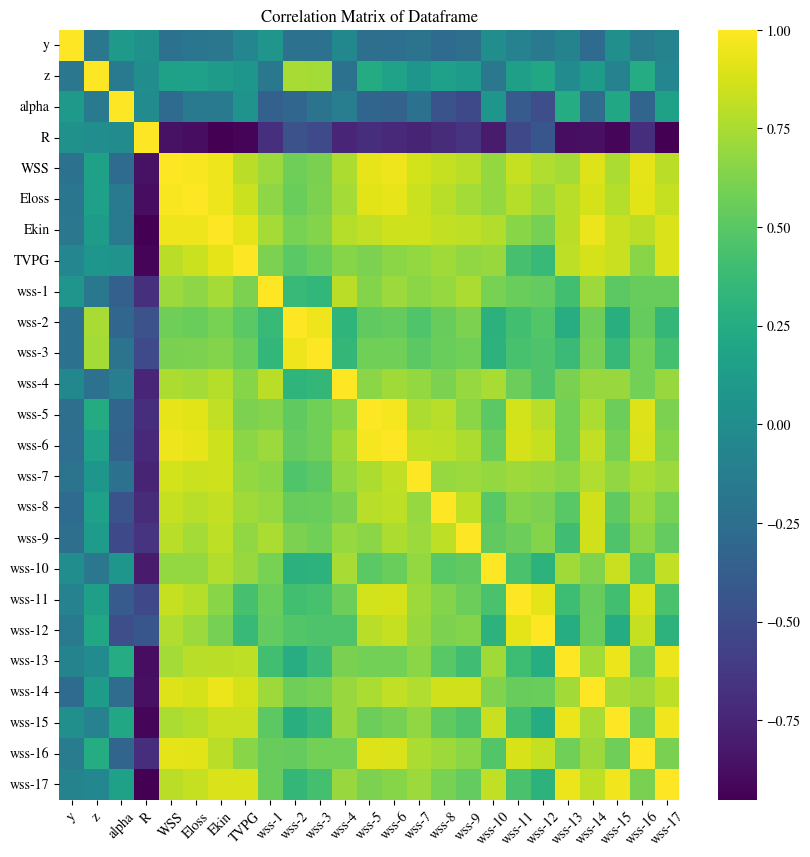 Correlation Matrix of Dataframe
y
z
alpha
R
WSS
Eloss
Ekin
TVPG
wss-1
wss-2
wss-3
wss-4
wss-5
wss-6
wss-7
wss-8
wss-9
wss-10
wss-11
wss-12
wss-13
wss-14
wss-15
wss-16
wss-17
y z alpha R WSS Eloss Ekin TVPG wss-1 wss-2 wss-3 wss-4 wss-5 wss-6 wss-7 wss-8 wss-9 wss-10 wss-11 wss-12 wss-13 wss-14 wss-15 wss-16 wss-17
1.00
0.75
0.50
0.25
0.00
−0.25
−0.50
−0.75